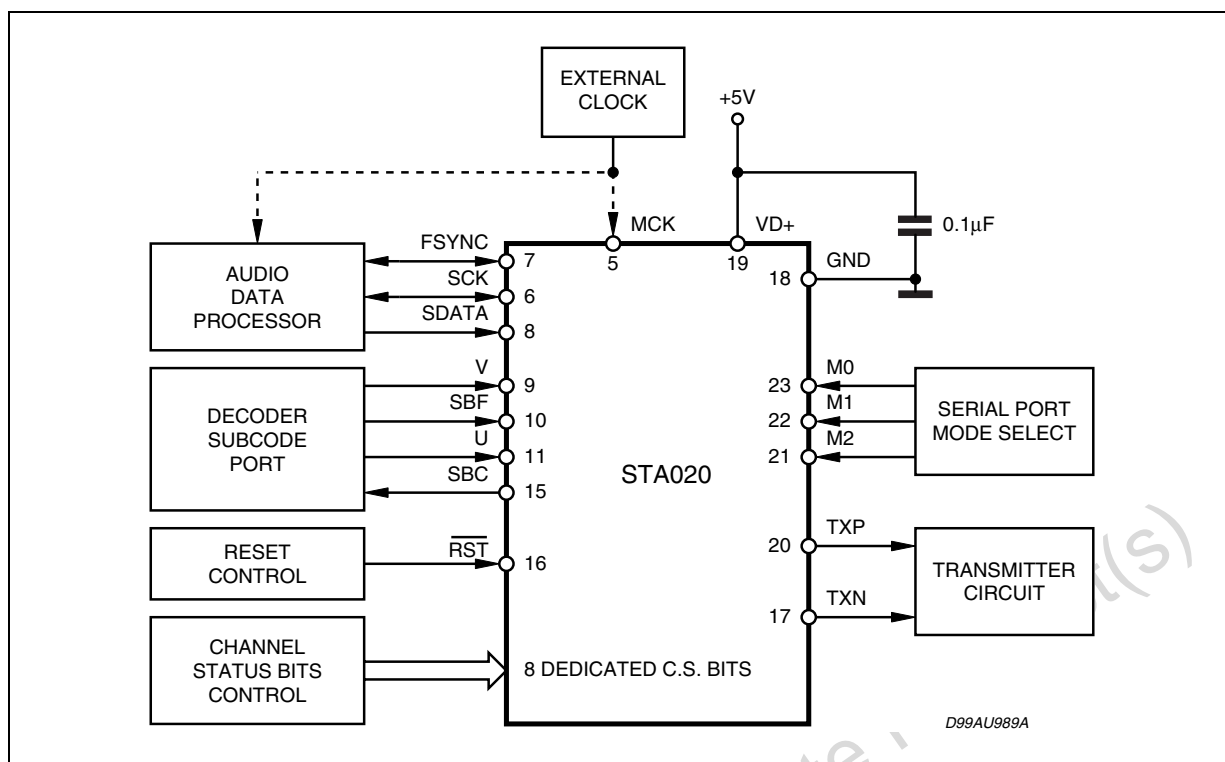 EXTERNAL
CLOCK
+5V
MCK
VD+
0.1µF
5
19
GND
18
AUDIO
DATA
PROCESSOR
FSYNC
7
SCK
6
SDATA
8
DECODER
SUBCODE
PORT
V
9
SBF
10
U
11
SBC
15
STA020
M0
23
M1
22
M2
21
SERIAL PORT
MODE SELECT
RESET
CONTROL
RST
16
TXP
20
TXN
17
TRANSMITTER
CIRCUIT
CHANNEL
STATUS BITS
CONTROL
8 DEDICATED C.S. BITS
D99AU989A